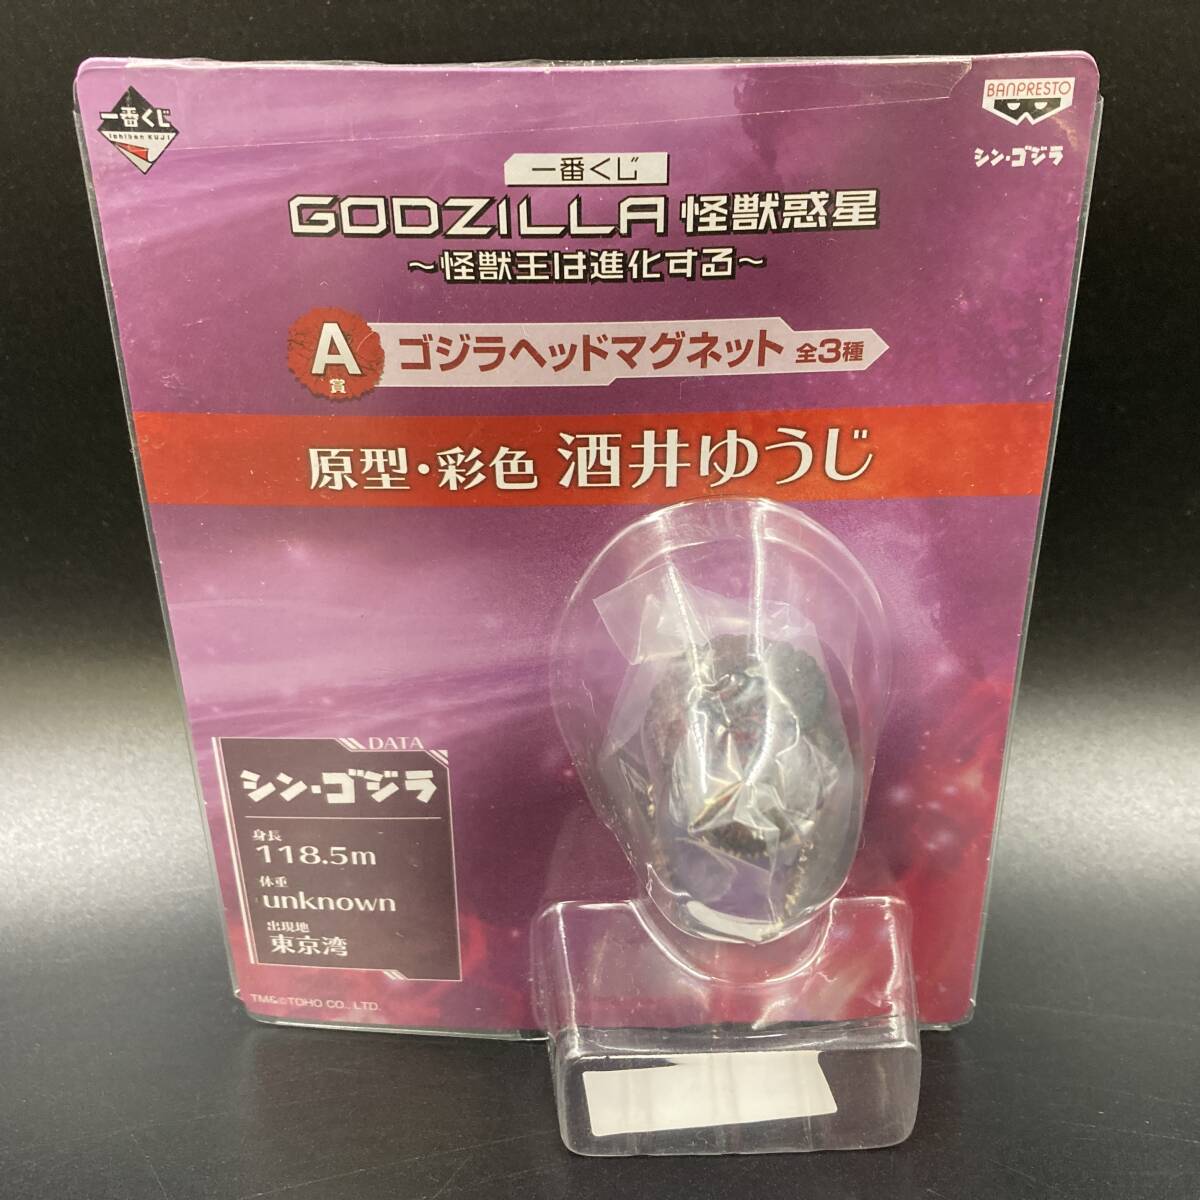 一番くじ
Ichiban KUJI
BANPRESTO
シン・ゴジラ
一番くじ
GODZILLA 怪獣惑星
～怪獣王は進化する～
A賞 ゴジラヘッドマグネット 全3種
原型・彩色 酒井ゆうじ
DATA
シン・ゴジラ
身長
118.5m
体重
unknown
出現地
東京湾
TM&©TOHO CO., LTD.